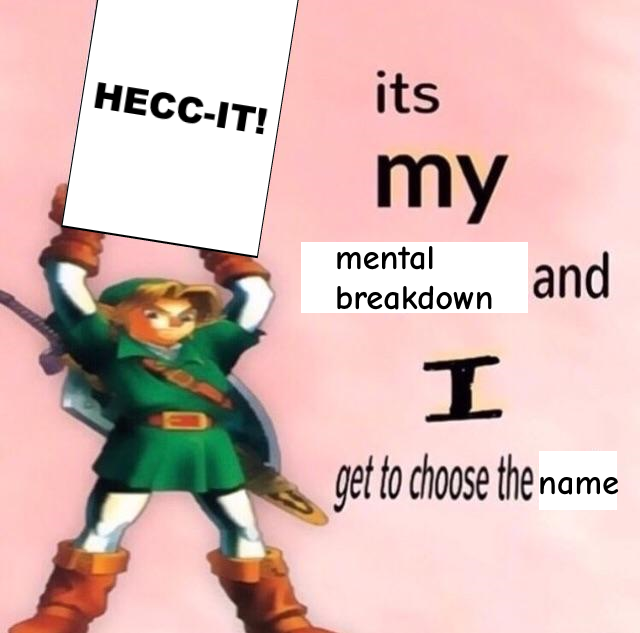 HECC-IT!
its
my
mental
breakdown and
I
get to choose the name